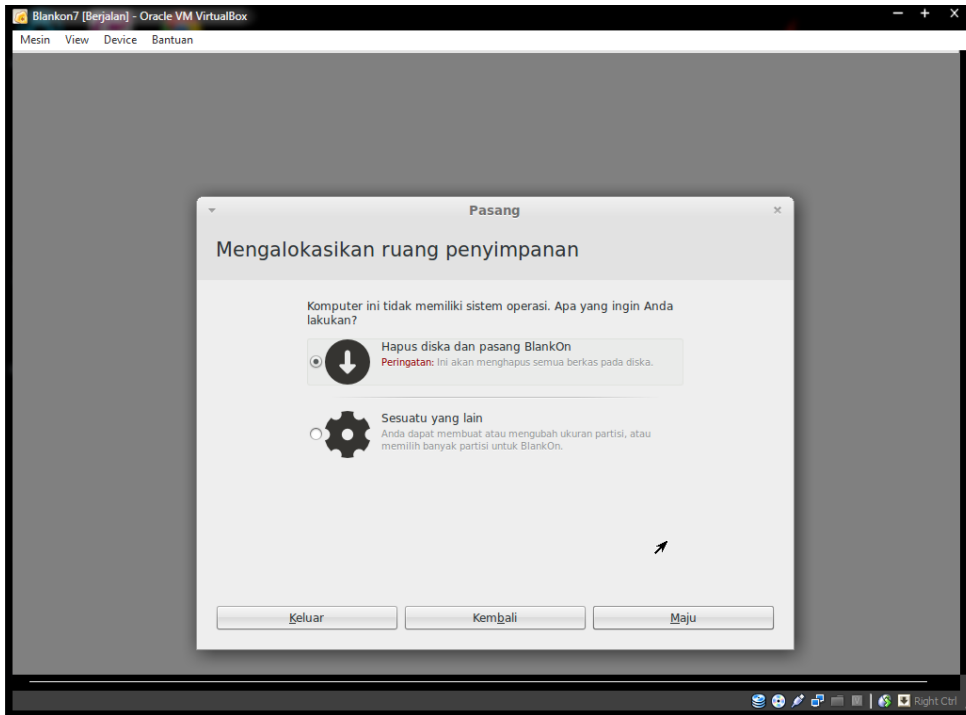 Blankon7 [Berjalan] - Oracle VM VirtualBox
Mesin View Device Bantuan
Pasang
Mengalokasikan ruang penyimpanan
Komputer ini tidak memiliki sistem operasi. Apa yang ingin Anda
lakukan?
Hapus diska dan pasang BlankOn
Peringatan: Ini akan menghapus semua berkas pada diska.
Sesuatu yang lain
Anda dapat membuat atau mengubah ukuran partisi, atau
memilih banyak partisi untuk BlankOn.
Keluar Kembali Maju
Right Ctrl